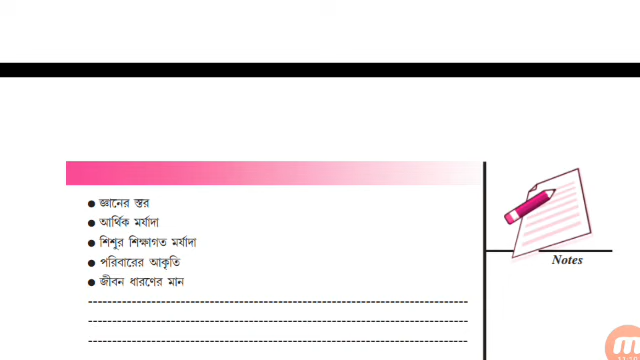 ● জ্ঞানের স্তর
● আর্থিক মর্যাদা
● শিশুর শিক্ষাগত মর্যাদা
● পরিবারের আকৃতি
● জীবন ধারণের মান
Notes